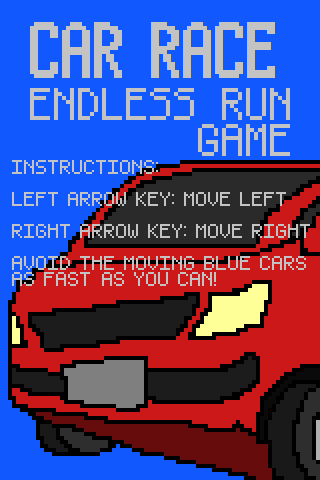 CAR RACE
ENDLESS RUN
GAME
INSTRUCTIONS:
LEFT ARROW KEY: MOVE LEFT
RIGHT ARROW KEY: MOVE RIGHT
AVOID THE MOVING BLUE CARS
AS FAST AS YOU CAN!